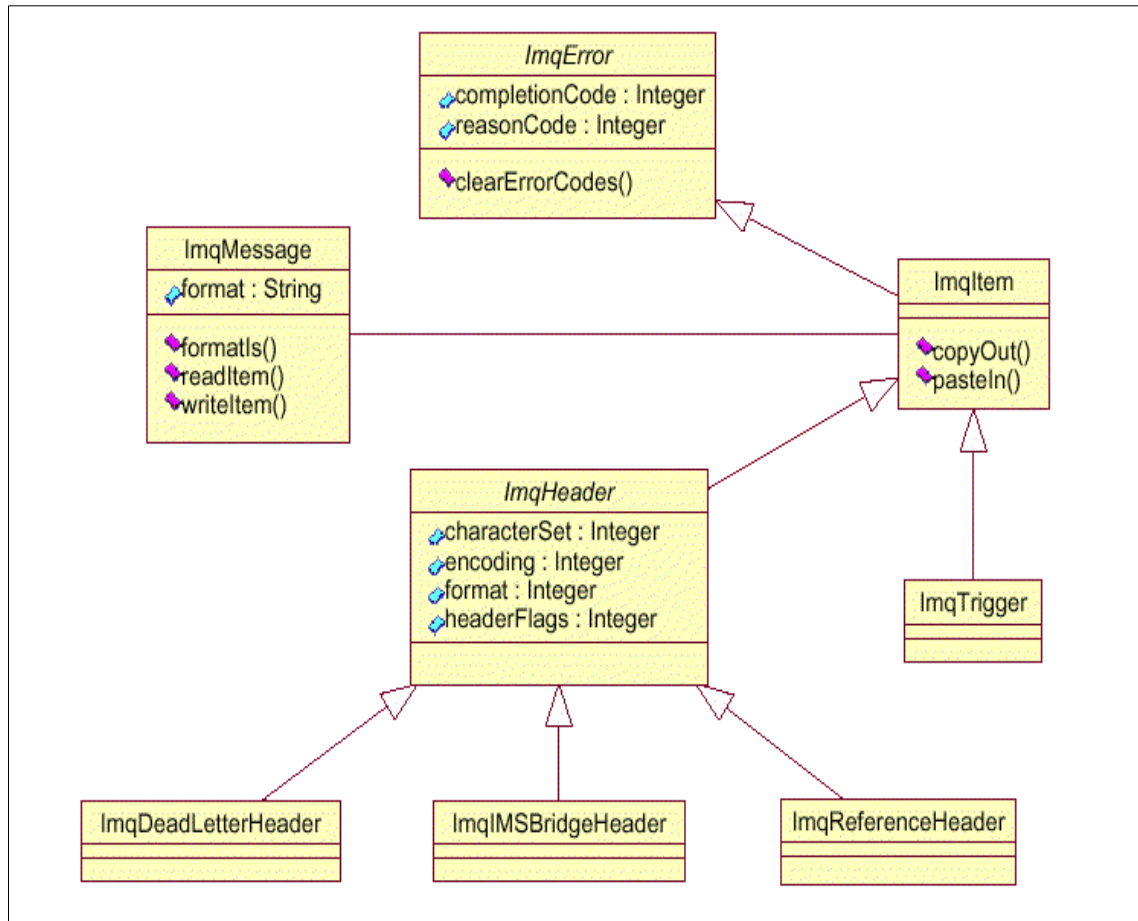 ImqError
completionCode : Integer
reasonCode : Integer
clearErrorCodes()
ImqMessage
format : String
formatIs()
readItem()
writeItem()
ImqItem
copyOut()
pasteIn()
ImqHeader
characterSet : Integer
encoding : Integer
format : Integer
headerFlags : Integer
ImqTrigger
ImqDeadLetterHeader
ImqIMSBridgeHeader
ImqReferenceHeader